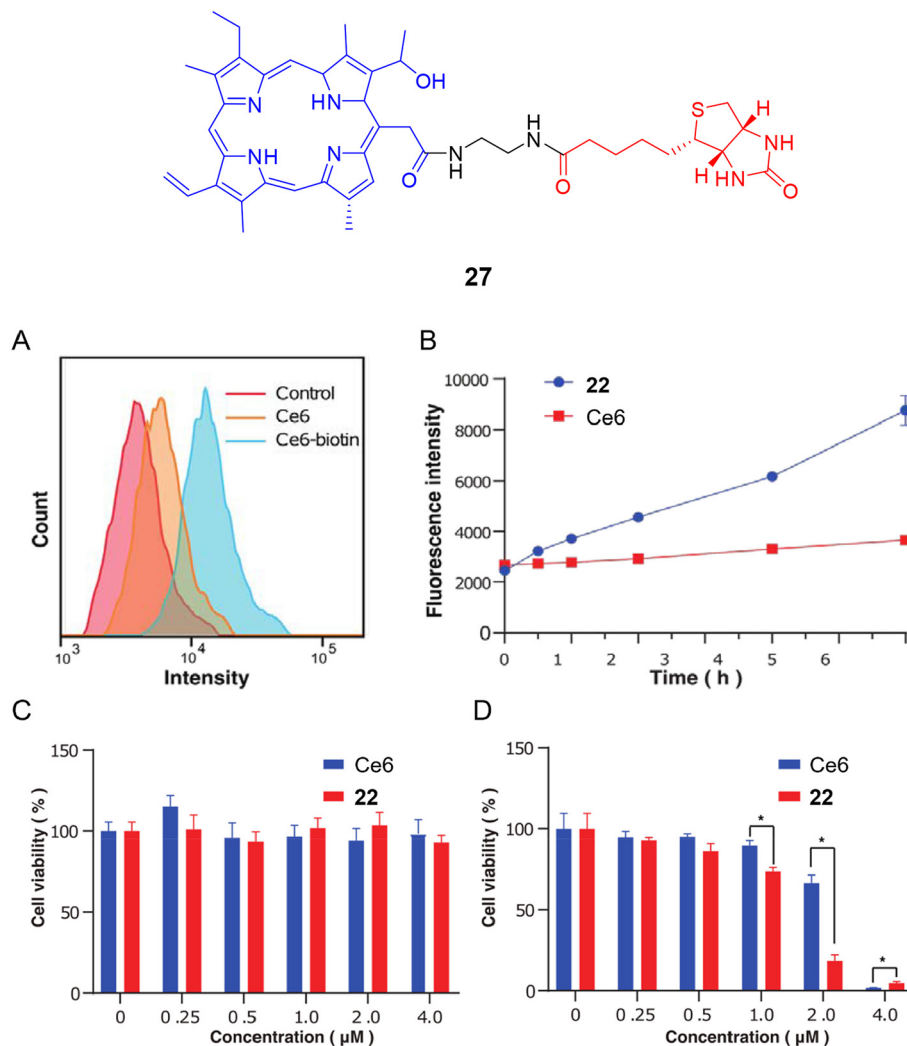 OH
N
HN
NH
N
O
H
N
N
H
O
S
H
H
NH
N
H
O
27
A
Control
Ce6
Ce6-biotin
Count
10³
10⁴
10⁵
Intensity
B
22
Ce6
Fluorescence intensity
10000
8000
6000
4000
2000
0
0 1 2 3 5 6
Time ( h )
C
Ce6
22
Cell viability ( % )
150
100
50
0
0 0 .25 0.5 1.0 2.0 4.0
Concentration ( µM )
D
Ce6
22
Cell viability ( % )
150
100
50
0
* * *
0 0 .25 0.5 1.0 2.0 4.0
Concentration ( µM )